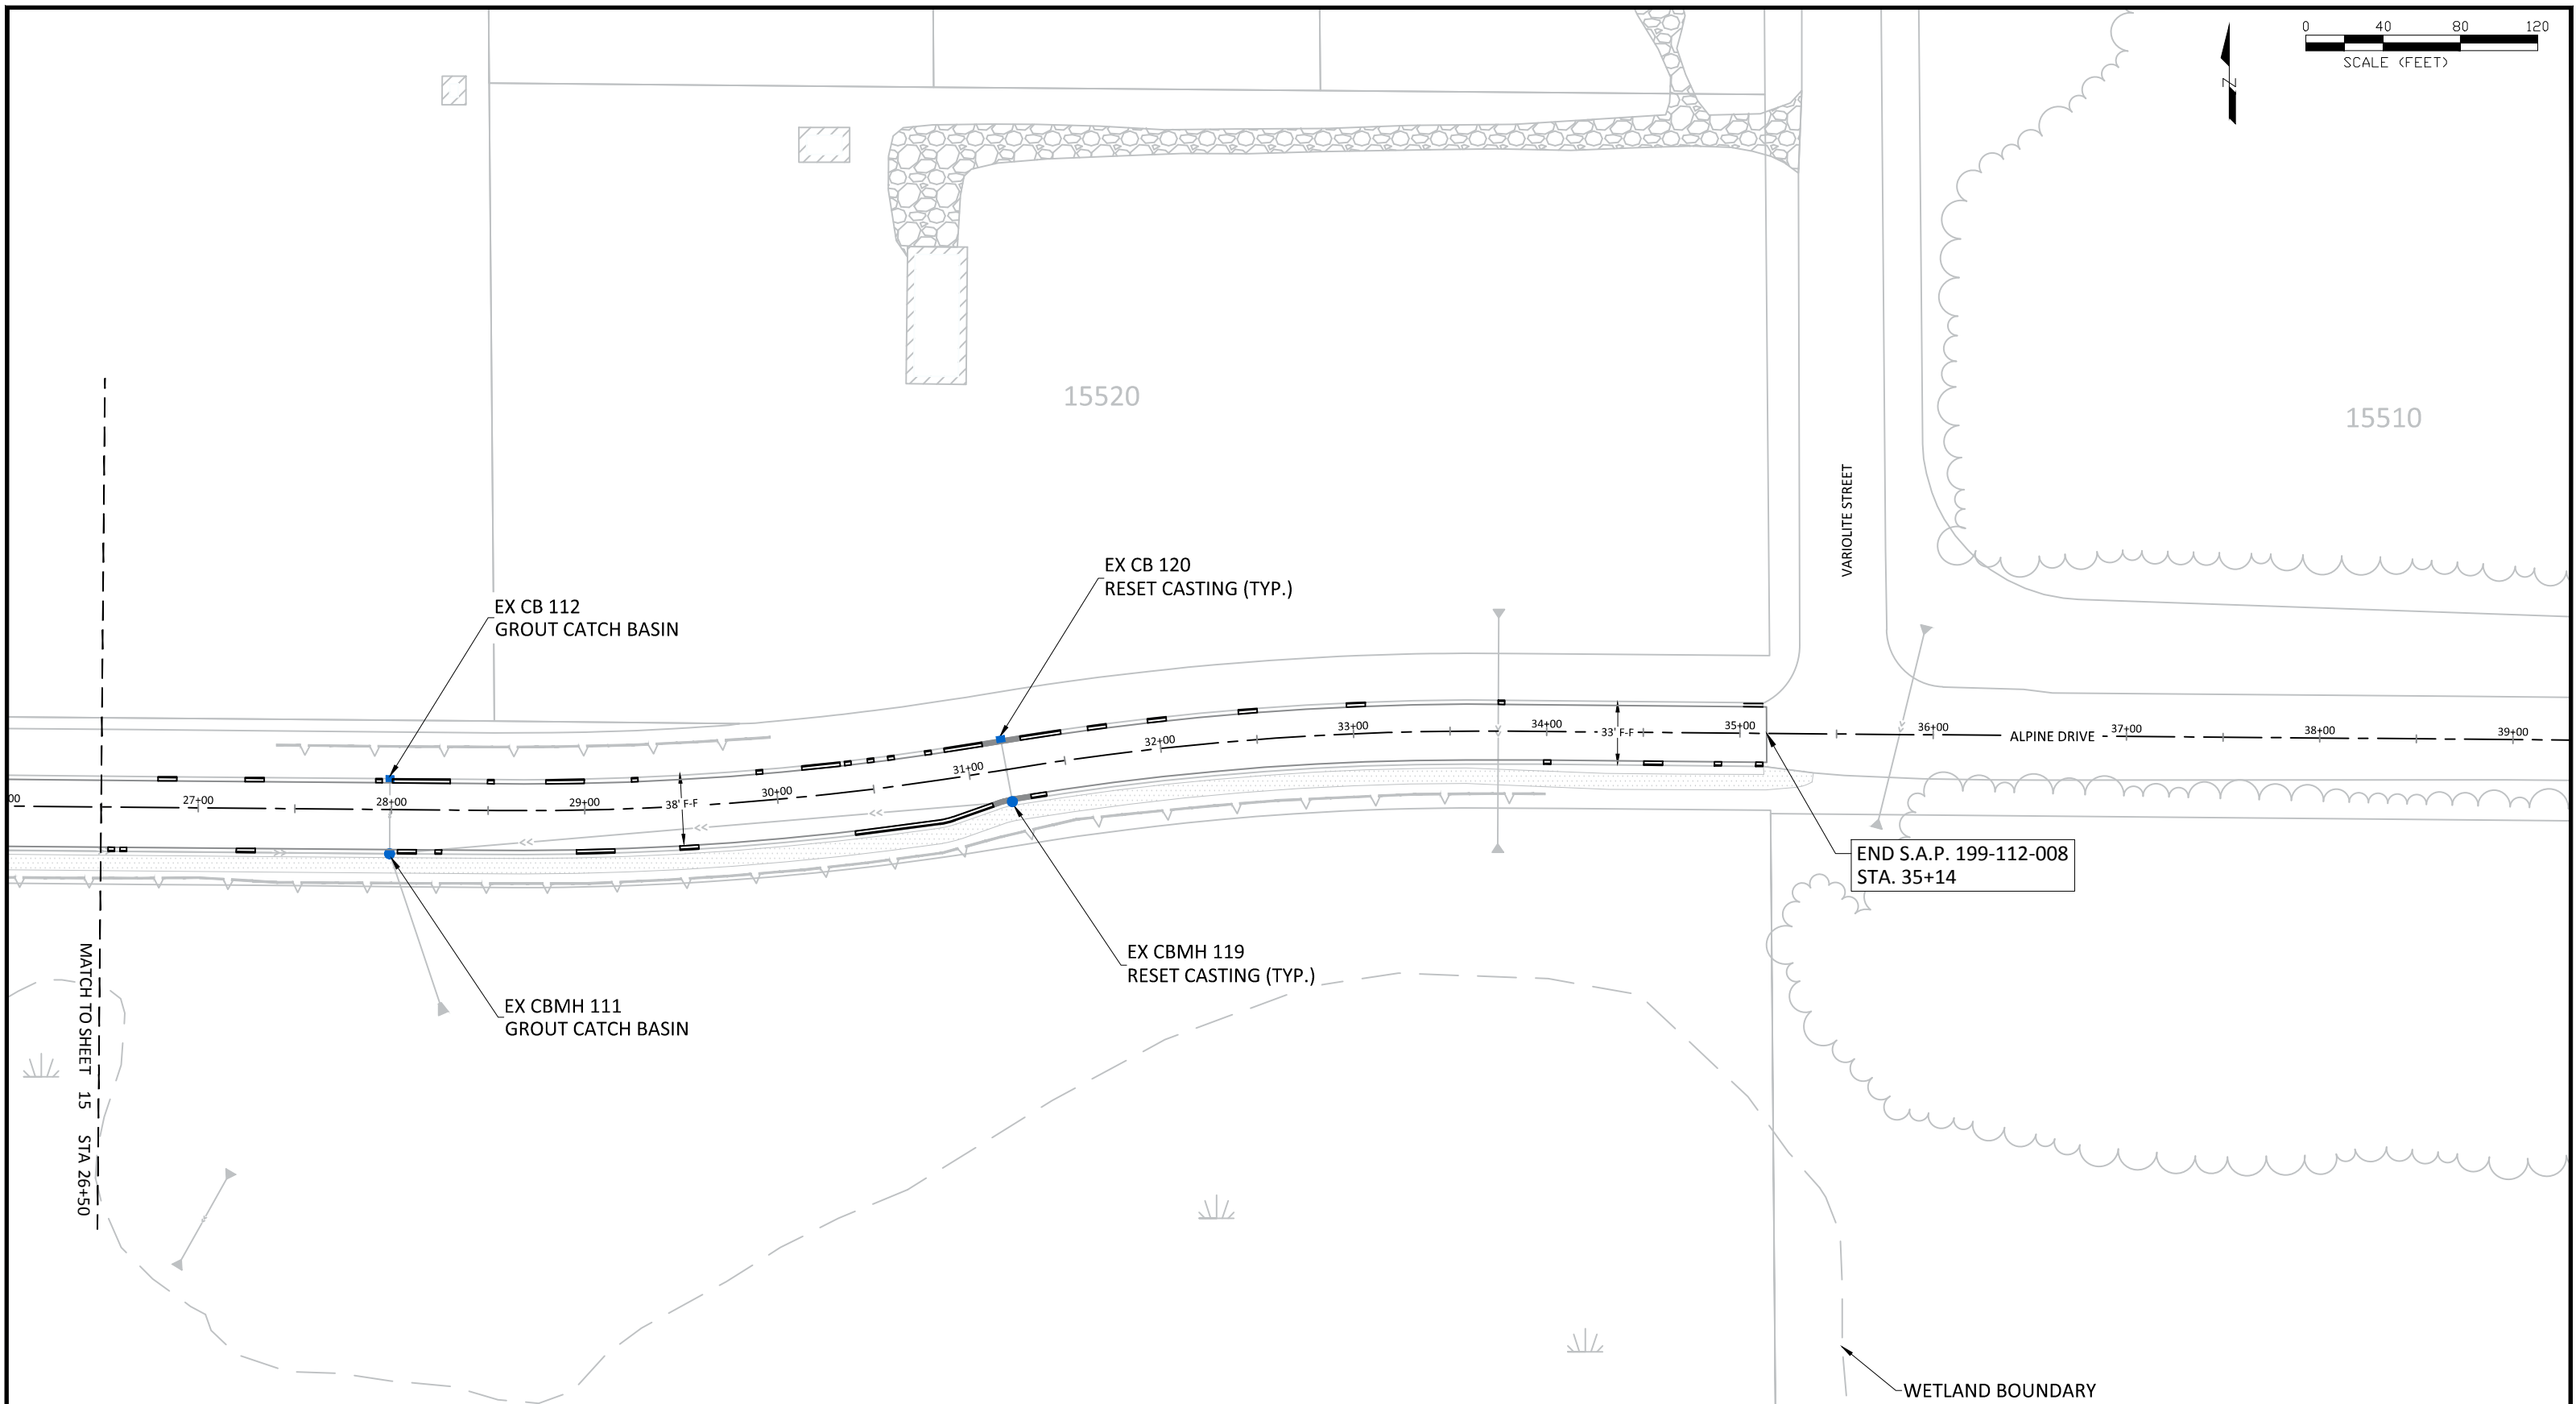 0 40 80 120
SCALE (FEET)
N
15520
15510
VARIOLITE STREET
EX CB 120
RESET CASTING (TYP.)
EX CB 112
GROUT CATCH BASIN
00 27+00 28+00 29+00 30+00 31+00 32+00 33+00 34+00 35+00 36+00 37+00 38+00 39+00
38' F-F
33' F-F
ALPINE DRIVE
END S.A.P. 199-112-008
STA. 35+14
EX CBMH 119
RESET CASTING (TYP.)
EX CBMH 111
GROUT CATCH BASIN
MATCH TO SHEET 15 STA 26+50
WETLAND BOUNDARY